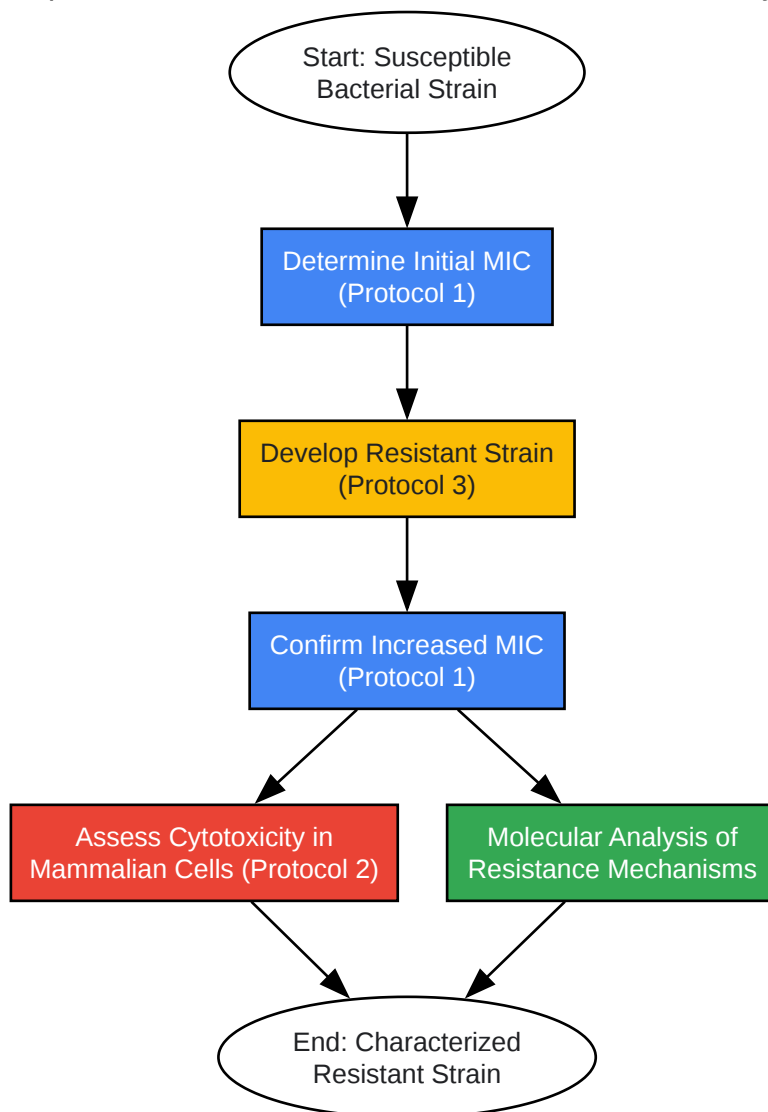 Start: Susceptible
Bacterial Strain
Determine Initial MIC
(Protocol 1)
Develop Resistant Strain
(Protocol 3)
Confirm Increased MIC
(Protocol 1)
Assess Cytotoxicity in
Mammalian Cells (Protocol 2)
Molecular Analysis of
Resistance Mechanisms
End: Characterized
Resistant Strain